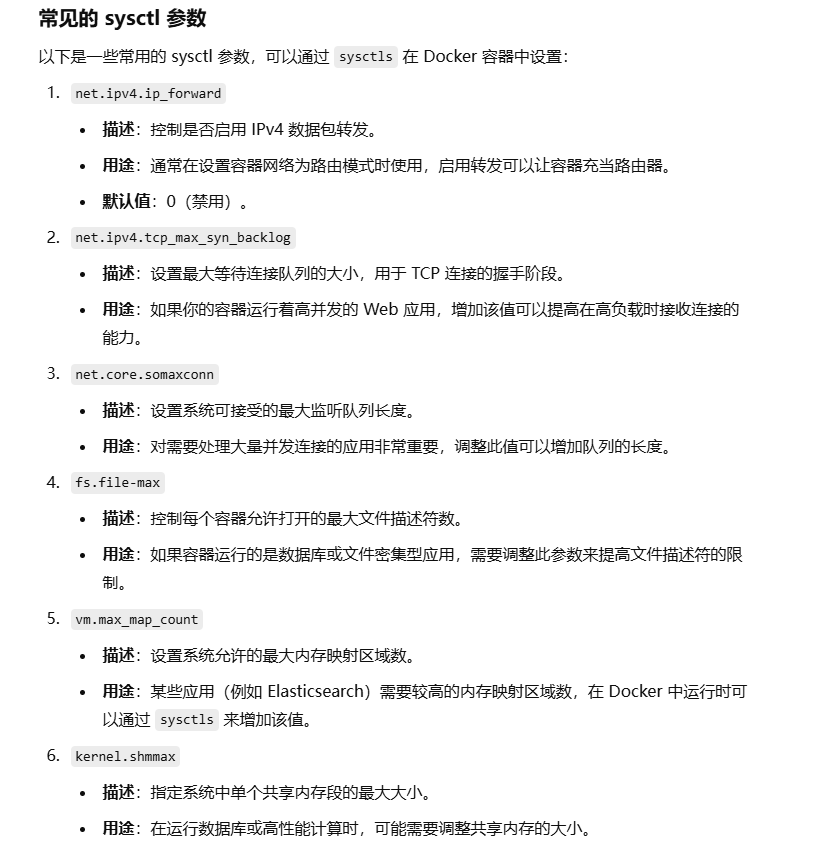 常见的 sysctl 参数
以下是一些常用的 sysctl 参数，可以通过 sysctls 在 Docker 容器中设置：
1. net.ipv4.ip_forward
• 描述：控制是否启用 IPv4 数据包转发。
• 用途：通常在设置容器网络为路由模式时使用，启用转发可以让容器充当路由器。
• 默认值：0（禁用）。
2. net.ipv4.tcp_max_syn_backlog
• 描述：设置最大等待连接队列的大小，用于 TCP 连接的握手阶段。
• 用途：如果你的容器运行着高并发的 Web 应用，增加该值可以提高在高负载时接收连接的
能力。
3. net.core.somaxconn
• 描述：设置系统可接受的最大监听队列长度。
• 用途：对需要处理大量并发连接的应用非常重要，调整此值可以增加队列的长度。
4. fs.file-max
• 描述：控制每个容器允许打开的最大文件描述符数。
• 用途：如果容器运行的是数据库或文件密集型应用，需要调整此参数来提高文件描述符的限
制。
5. vm.max_map_count
• 描述：设置系统允许的最大内存映射区域数。
• 用途：某些应用（例如 Elasticsearch）需要较高的内存映射区域数，在 Docker 中运行时可
以通过 sysctls 来增加该值。
6. kernel.shmmax
• 描述：指定系统中单个共享内存段的最大大小。
• 用途：在运行数据库或高性能计算时，可能需要调整共享内存的大小。